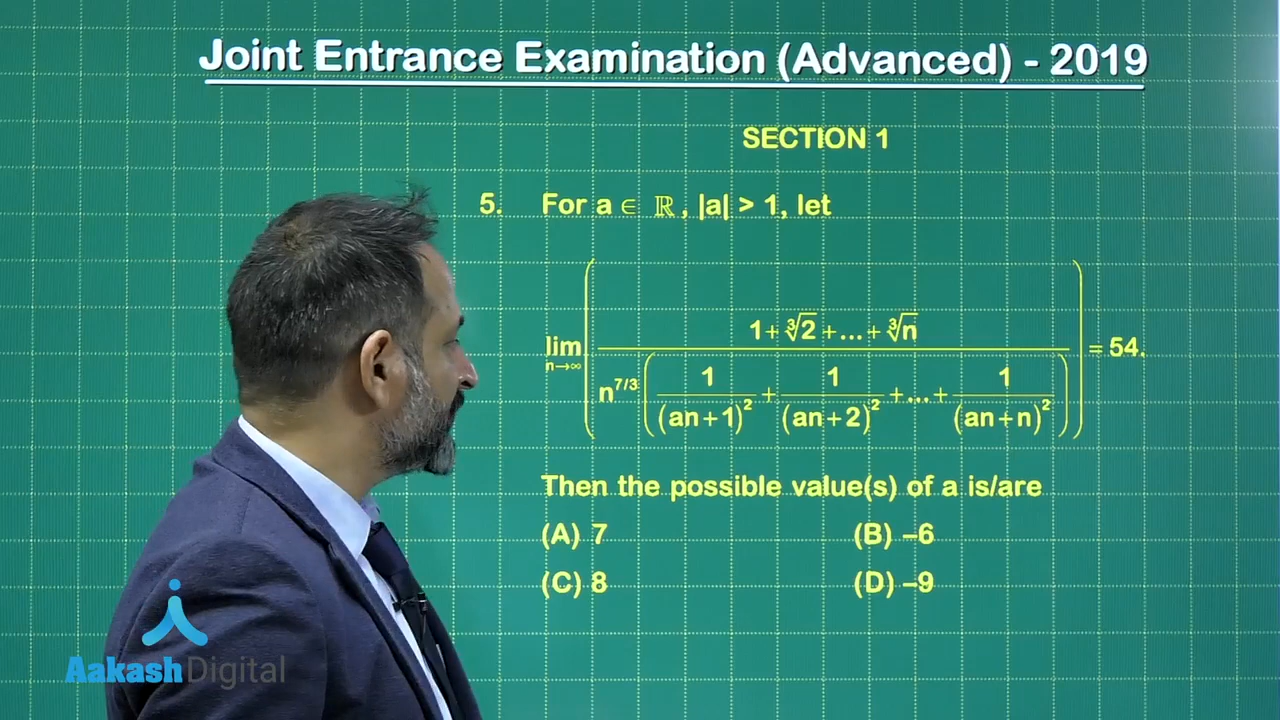 Joint Entrance Examination (Advanced) - 2019
SECTION 1
5. For a ∈ ℝ, |a| > 1, let
lim n→∞ ( (1 + ∛2 + ... + ∛n) / ( n^{7/3} ( 1/(an+1)² + 1/(an+2)² + ... + 1/(an+n)² ) ) ) = 54.
Then the possible value(s) of a is/are
(A) 7 (B) –6
(C) 8 (D) –9
Aakash Digital